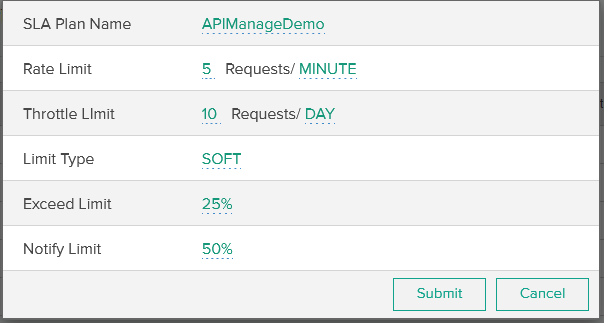 SLA Plan Name APIManageDemo
Rate Limit 5 Requests/ MINUTE
Throttle LImit 10 Requests/ DAY
Limit Type SOFT
Exceed Limit 25%
Notify Limit 50%
Submit Cancel